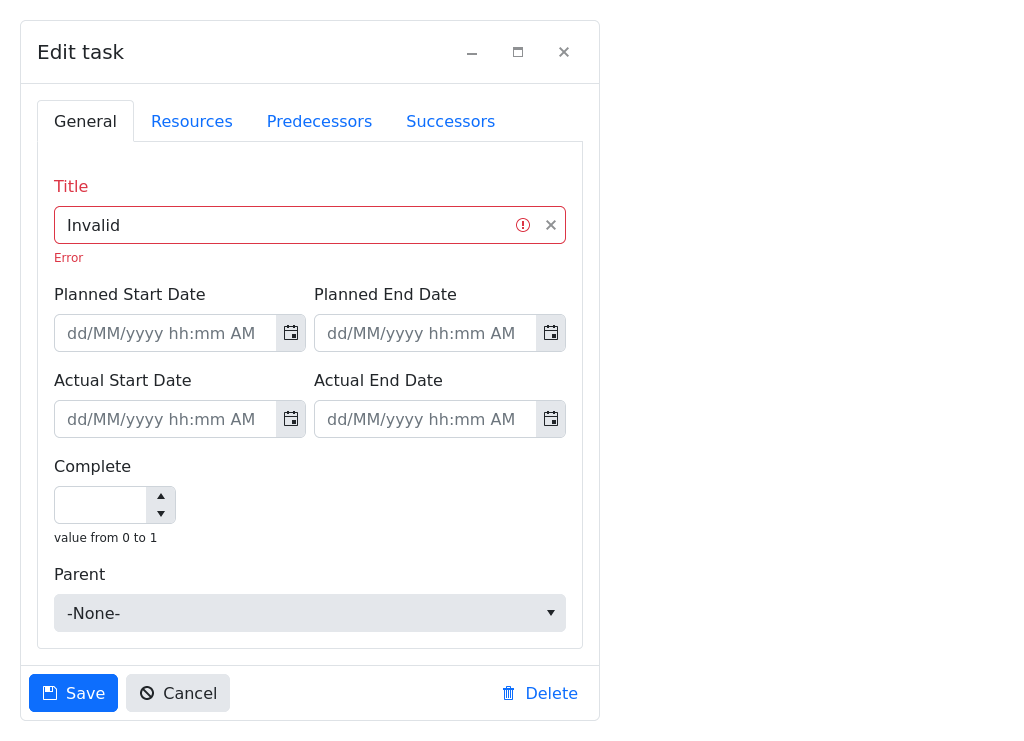 Edit task
General Resources Predecessors Successors
Title
Invalid
Error
Planned Start Date Planned End Date
dd/MM/yyyy hh:mm AM dd/MM/yyyy hh:mm AM
Actual Start Date Actual End Date
dd/MM/yyyy hh:mm AM dd/MM/yyyy hh:mm AM
Complete
value from 0 to 1
Parent
-None-
Save Cancel Delete